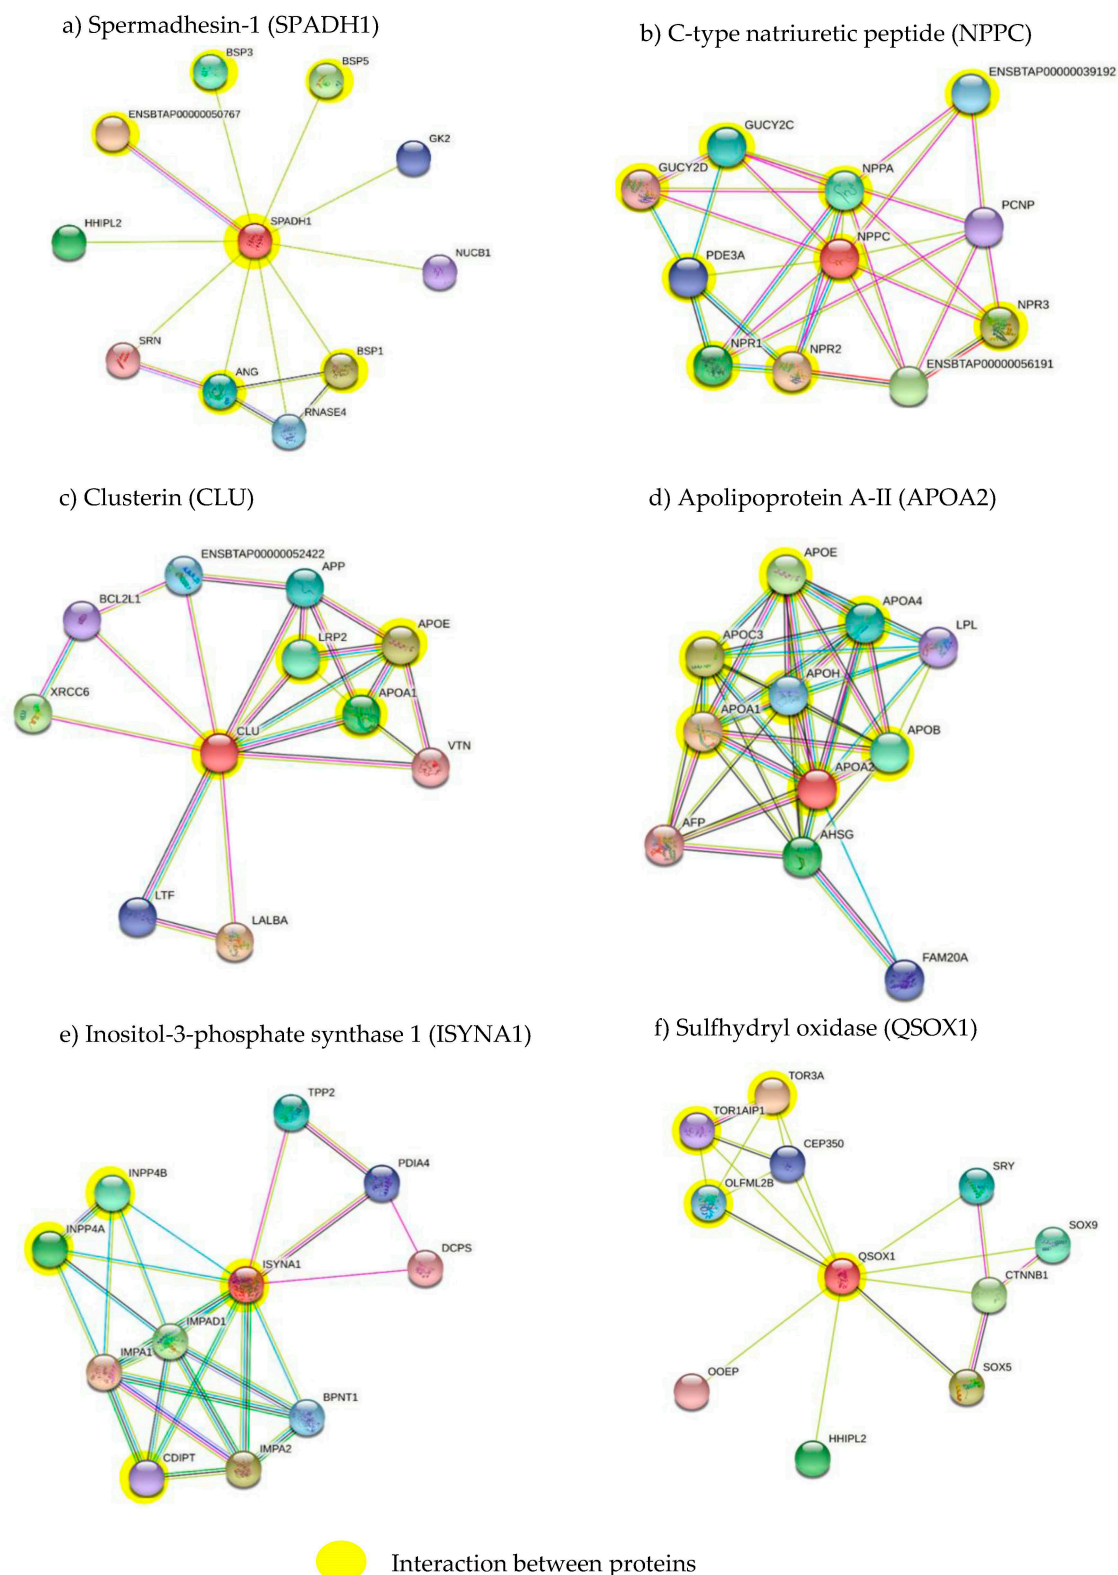 a) Spermadhesin-1 (SPADH1)
b) C-type natriuretic peptide (NPPC)
BSP3
BSP5
ENSBTAP00000050767
GK2
SPADH1
HHIPL2
NUCB1
SRN
BSP1
ANG
RNASE4
ENSBTAP00000039192
GUCY2C
GUCY2D
NPPA
PCNP
NPPC
PDE3A
NPR3
NPR1
NPR2
ENSBTAP00000056191
c) Clusterin (CLU)
d) Apolipoprotein A-II (APOA2)
ENSBTAP00000052422
APP
BCL2L1
APOE
LRP2
XRCC6
APOA1
CLU
VTN
LTF
LALBA
APOE
APOA4
LPL
APOC3
APOH
APOA1
APOB
APOA2
AFP
AHSG
FAM20A
e) Inositol-3-phosphate synthase 1 (ISYNA1)
f) Sulfhydryl oxidase (QSOX1)
TPP2
PDIA4
INPP4B
INPP4A
DCPS
ISYNA1
IMPAD1
IMPA1
BPNT1
CDIPT
IMPA2
TOR3A
TOR1AIP1
CEP350
SRY
OLFML2B
SOX9
QSOX1
CTNNB1
OOEP
SOX5
HHIPL2
Interaction between proteins